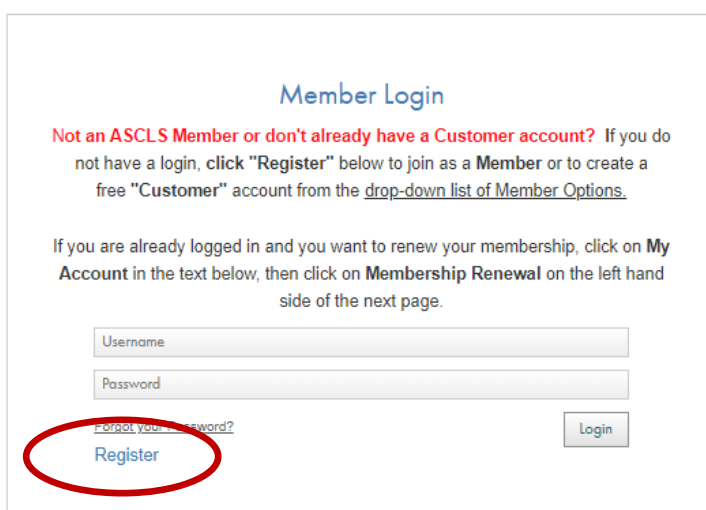 Member Login
Not an ASCLS Member or don't already have a Customer account? If you do
not have a login, click "Register" below to join as a Member or to create a
free "Customer" account from the drop-down list of Member Options.
If you are already logged in and you want to renew your membership, click on My
Account in the text below, then click on Membership Renewal on the left hand
side of the next page.
Username
Password
Forgot your Password?
Login
Register